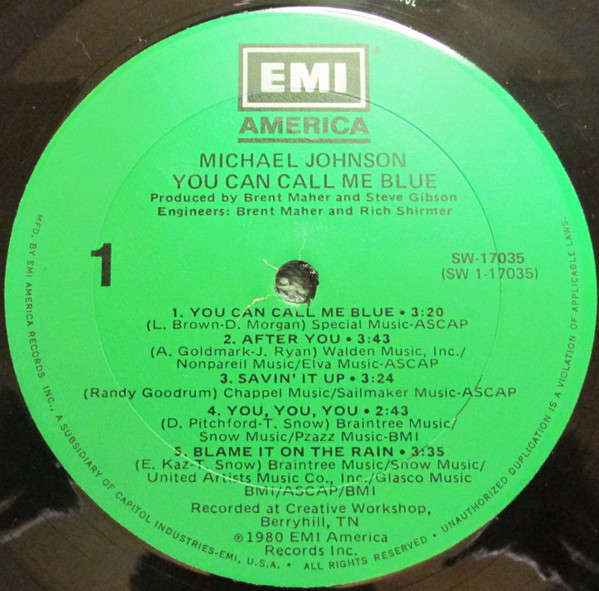 EMI
®
AMERICA
MICHAEL JOHNSON
YOU CAN CALL ME BLUE
Produced by Brent Maher and Steve Gibson
Engineers: Brent Maher and Rich Shirmer
1
SW-17035
(SW 1-17035)
1. YOU CAN CALL ME BLUE • 3:20
(L. Brown-D. Morgan) Special Music-ASCAP
2. AFTER YOU • 3:43
(A. Goldmark-J. Ryan) Walden Music, Inc./
Nonpareil Music/Elva Music-ASCAP
3. SAVIN' IT UP • 3:24
(Randy Goodrum) Chappel Music/Sailmaker Music-ASCAP
4. YOU, YOU, YOU • 2:43
(D. Pitchford-T. Snow) Braintree Music/
Snow Music/Pzazz Music-BMI
5. BLAME IT ON THE RAIN • 3:35
(E. Kaz-T. Snow) Braintree Music/Snow Music/
United Artists Music Co., Inc./Glasco Music
BMI/ASCAP/BMI
Recorded at Creative Workshop,
Berryhill, TN
℗1980 EMI America
Records Inc.
MFD. BY EMI AMERICA RECORDS, INC., A SUBSIDIARY OF CAPITOL INDUSTRIES-EMI, U.S.A. • ALL RIGHTS RESERVED • UNAUTHORIZED DUPLICATION IS A VIOLATION OF APPLICABLE LAWS.